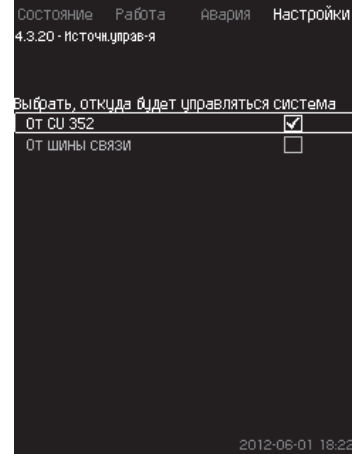 Состояние Работа Авария Настройки
4.3.20 - Источн.управ-я
Выбрать, откуда будет управляться система
От CU 352
От шины связи
2012-06-01 18:22